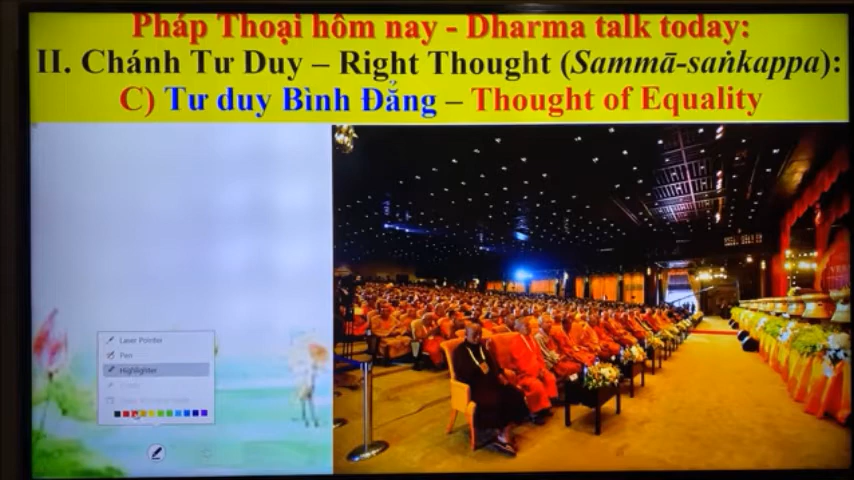 Pháp Thoại hôm nay - Dharma talk today:
II. Chánh Tư Duy – Right Thought (Sammā-saṅkappa):
C) Tư duy Bình Đẳng – Thought of Equality
Laser Pointer
Pen
Highlighter